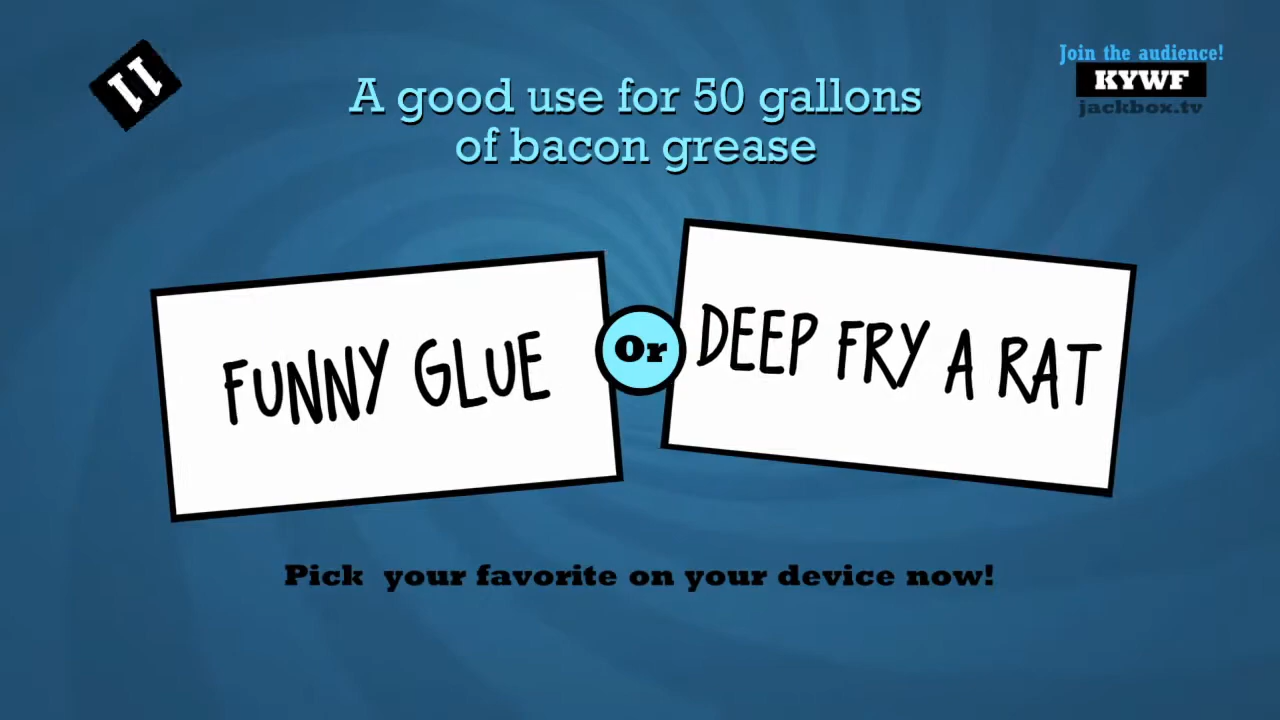 11
Join the audience!
KYWF
jackbox.tv
A good use for 50 gallons
of bacon grease
FUNNY GLUE
Or
DEEP FRY A RAT
Pick your favorite on your device now!